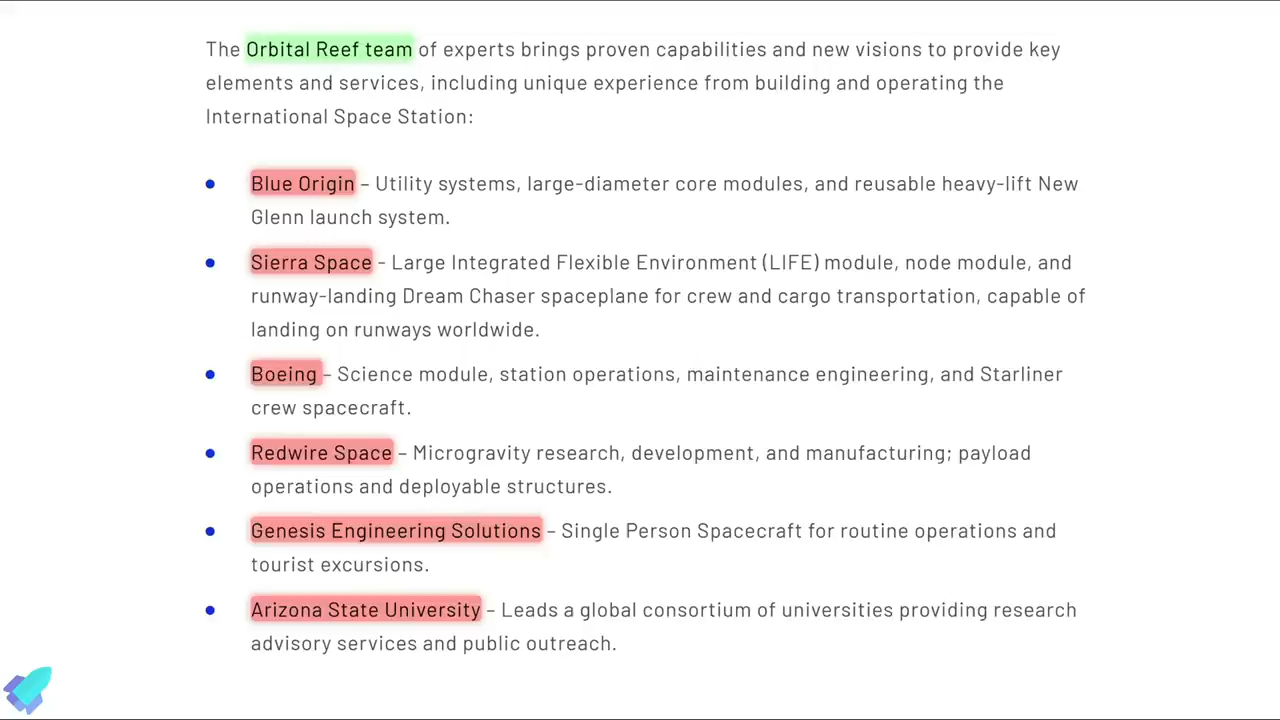 The Orbital Reef team of experts brings proven capabilities and new visions to provide key
elements and services, including unique experience from building and operating the
International Space Station:
Blue Origin – Utility systems, large-diameter core modules, and reusable heavy-lift New
Glenn launch system.
Sierra Space - Large Integrated Flexible Environment (LIFE) module, node module, and
runway-landing Dream Chaser spaceplane for crew and cargo transportation, capable of
landing on runways worldwide.
Boeing – Science module, station operations, maintenance engineering, and Starliner
crew spacecraft.
Redwire Space – Microgravity research, development, and manufacturing; payload
operations and deployable structures.
Genesis Engineering Solutions – Single Person Spacecraft for routine operations and
tourist excursions.
Arizona State University – Leads a global consortium of universities providing research
advisory services and public outreach.